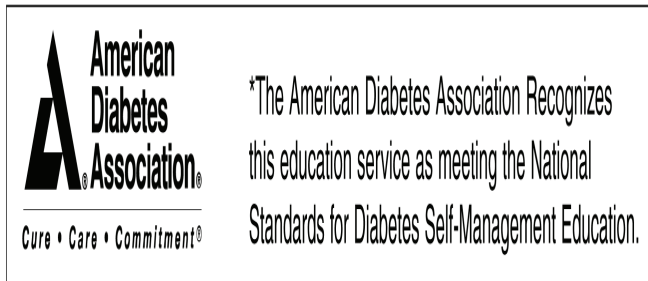 American
Diabetes
Association®
Cure • Care • Commitment®
*The American Diabetes Association Recognizes
this education service as meeting the National
Standards for Diabetes Self-Management Education.